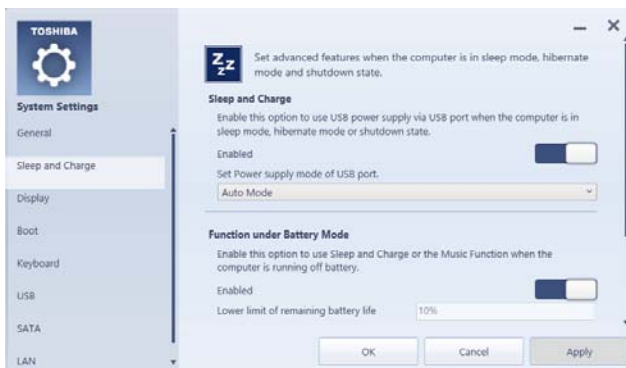 TOSHIBA
System Settings
General
Sleep and Charge
Display
Boot
Keyboard
USB
SATA
LAN
zzz
Set advanced features when the computer is in sleep mode, hibernate
mode and shutdown state.
Sleep and Charge
Enable this option to use USB power supply via USB port when the computer is in
sleep mode, hibernate mode or shutdown state.
Enabled
Set Power supply mode of USB port.
Auto Mode
Function under Battery Mode
Enable this option to use Sleep and Charge or the Music Function when the
computer is running off battery.
Enabled
Lower limit of remaining battery life 10%
OK Cancel Apply